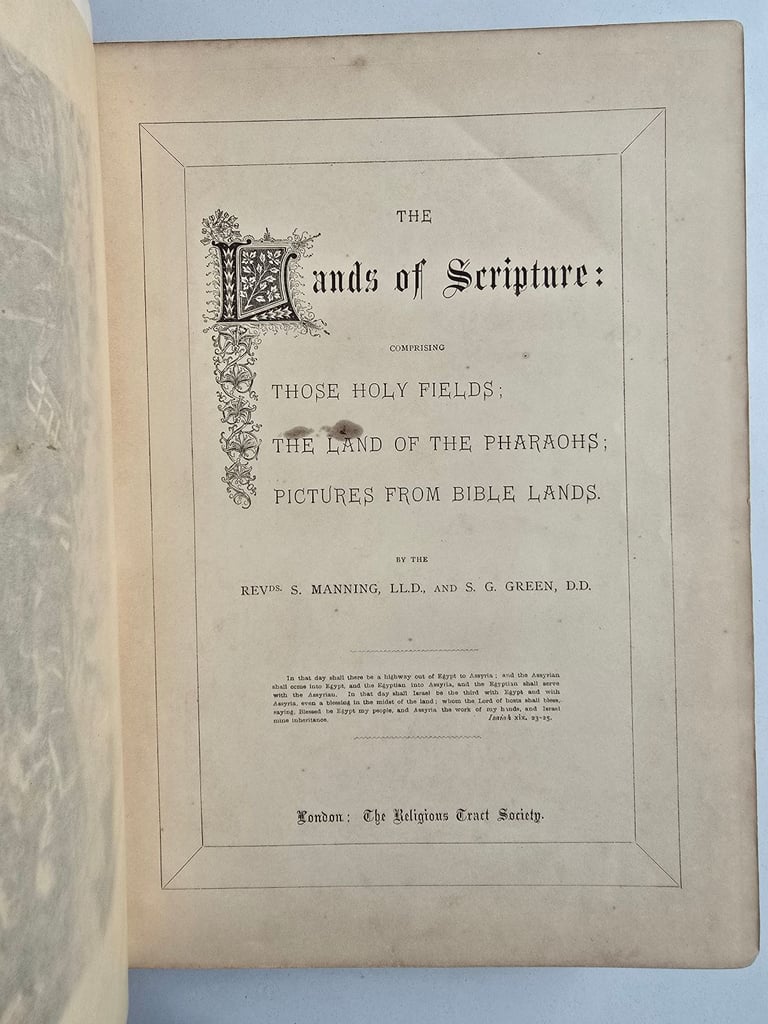 THE
Lands of Scripture:
COMPRISING
THOSE HOLY FIELDS;
THE LAND OF THE PHARAOHS;
PICTURES FROM BIBLE LANDS.
BY THE
REVDS. S. MANNING, LL.D., AND S. G. GREEN, D.D.
In that day shall there be a highway out of Egypt to Assyria; and the Assyrian
shall come into Egypt, and the Egyptian into Assyria, and the Egyptian shall serve
with the Assyrian. In that day shall Israel be the third with Egypt and with
Assyria, even a blessing in the midst of the land; whom the Lord of hosts shall bless,
saying, Blessed be Egypt my people, and Assyria the work of my hands, and Israel
mine inheritance. Isaiah xix. 23-25.
London: The Religious Tract Society.